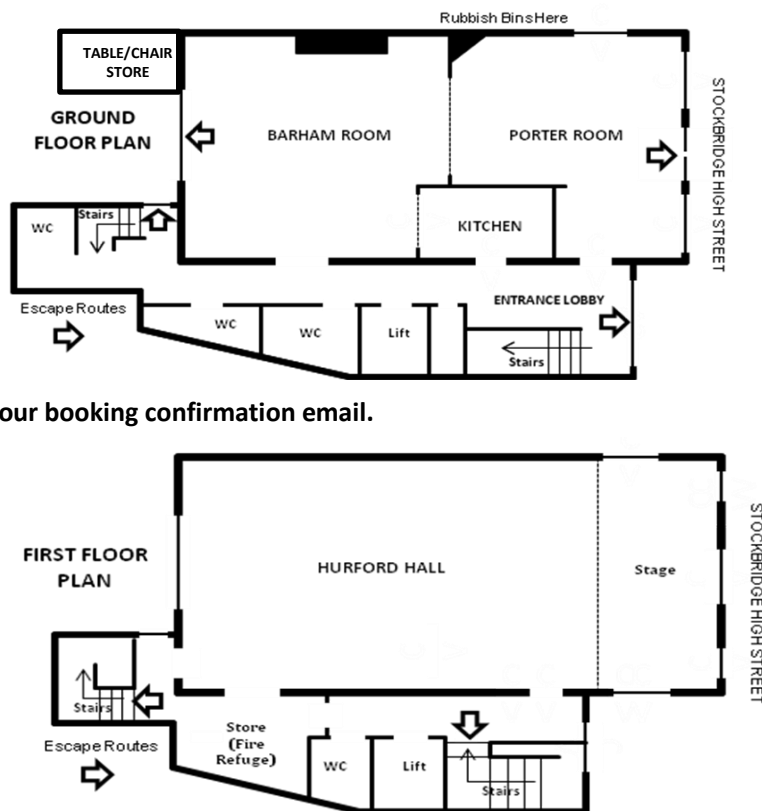 Rubbish Bins Here
TABLE/CHAIR
STORE
GROUND
FLOOR PLAN
BARHAM ROOM
PORTER ROOM
STOCKBRIDGE HIGH STREET
Stairs
WC
KITCHEN
Escape Routes
ENTRANCE LOBBY
WC
WC
Lift
Stairs
our booking confirmation email.
FIRST FLOOR
PLAN
HURFORD HALL
Stage
STOCKBRIDGE HIGH STREET
Stairs
Escape Routes
Store
(Fire
Refuge)
WC
Lift
Stairs